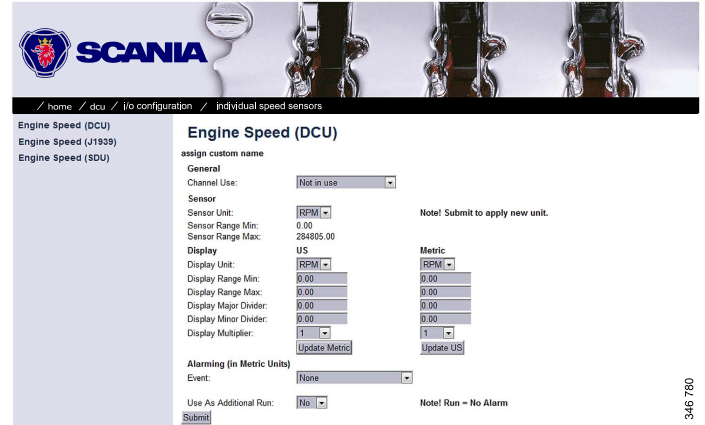 SCANIA
/ home / dcu / i/o configuration / individual speed sensors
Engine Speed (DCU)
Engine Speed (J1939)
Engine Speed (SDU)
Engine Speed (DCU)
assign custom name
General
Channel Use: Not in use
Sensor
Sensor Unit: RPM Note! Submit to apply new unit.
Sensor Range Min: 0.00
Sensor Range Max: 284805.00
Display US Metric
Display Unit: RPM RPM
Display Range Min: 0.00 0.00
Display Range Max: 0.00 0.00
Display Major Divider: 0.00 0.00
Display Minor Divider: 0.00 0.00
Display Multiplier: 1 1
Update Metric Update US
Alarming (in Metric Units)
Event: None
Use As Additional Run: No Note! Run = No Alarm
Submit
346 780